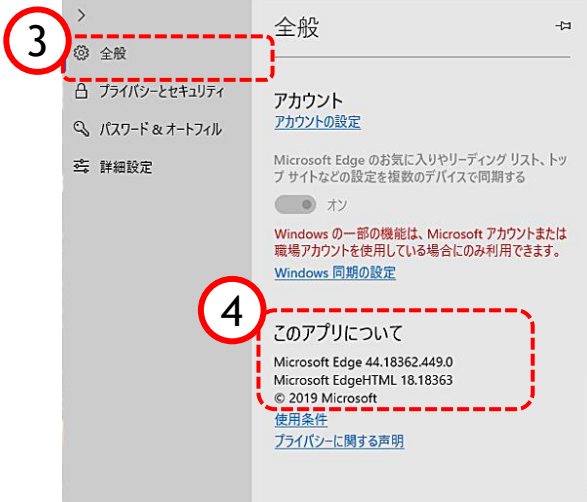 3
全般
プライバシーとセキュリティ
パスワード & オートフィル
詳細設定
全般
アカウント
アカウントの設定
Microsoft Edge のお気に入りやリーディング リスト、トッ
プ サイトなどの設定を複数のデバイスで同期する
オン
Windows の一部の機能は、Microsoft アカウントまたは
職場アカウントを使用している場合にのみ利用できます。
Windows 同期の設定
4
このアプリについて
Microsoft Edge 44.18362.449.0
Microsoft EdgeHTML 18.18363
© 2019 Microsoft
使用条件
プライバシーに関する声明